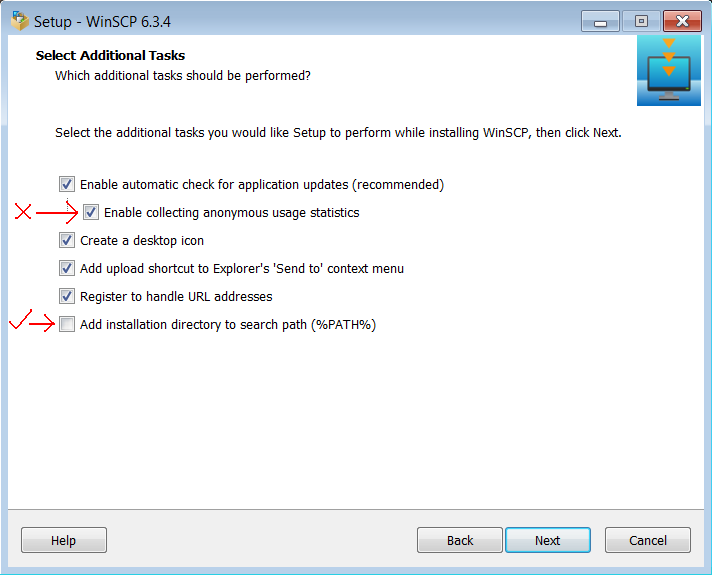 Setup - WinSCP 6.3.4
Select Additional Tasks
Which additional tasks should be performed?
Select the additional tasks you would like Setup to perform while installing WinSCP, then click Next.
Enable automatic check for application updates (recommended)
Enable collecting anonymous usage statistics
Create a desktop icon
Add upload shortcut to Explorer's 'Send to' context menu
Register to handle URL addresses
Add installation directory to search path (%PATH%)
Help
Back
Next
Cancel